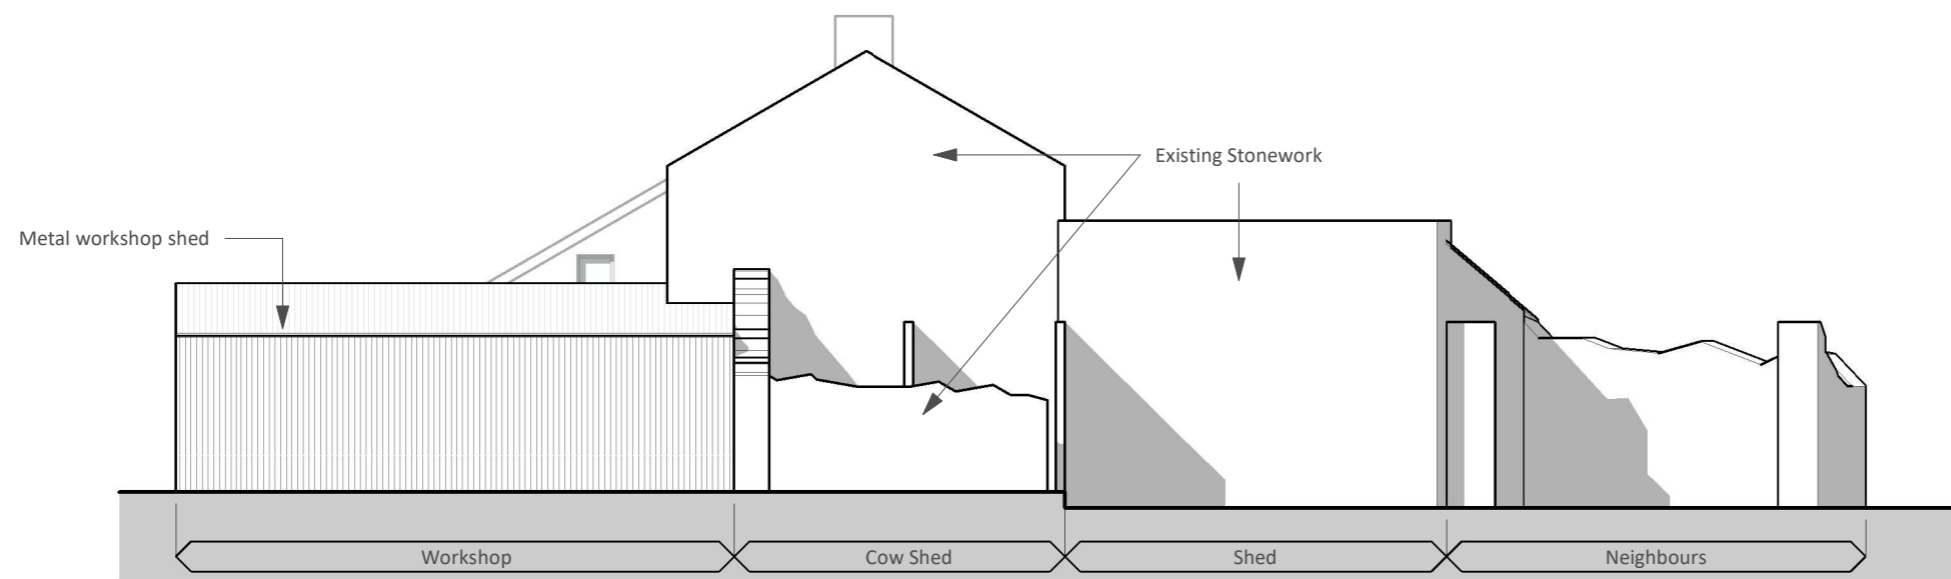 Existing Stonework
Metal workshop shed
Workshop
Cow Shed
Shed
Neighbours